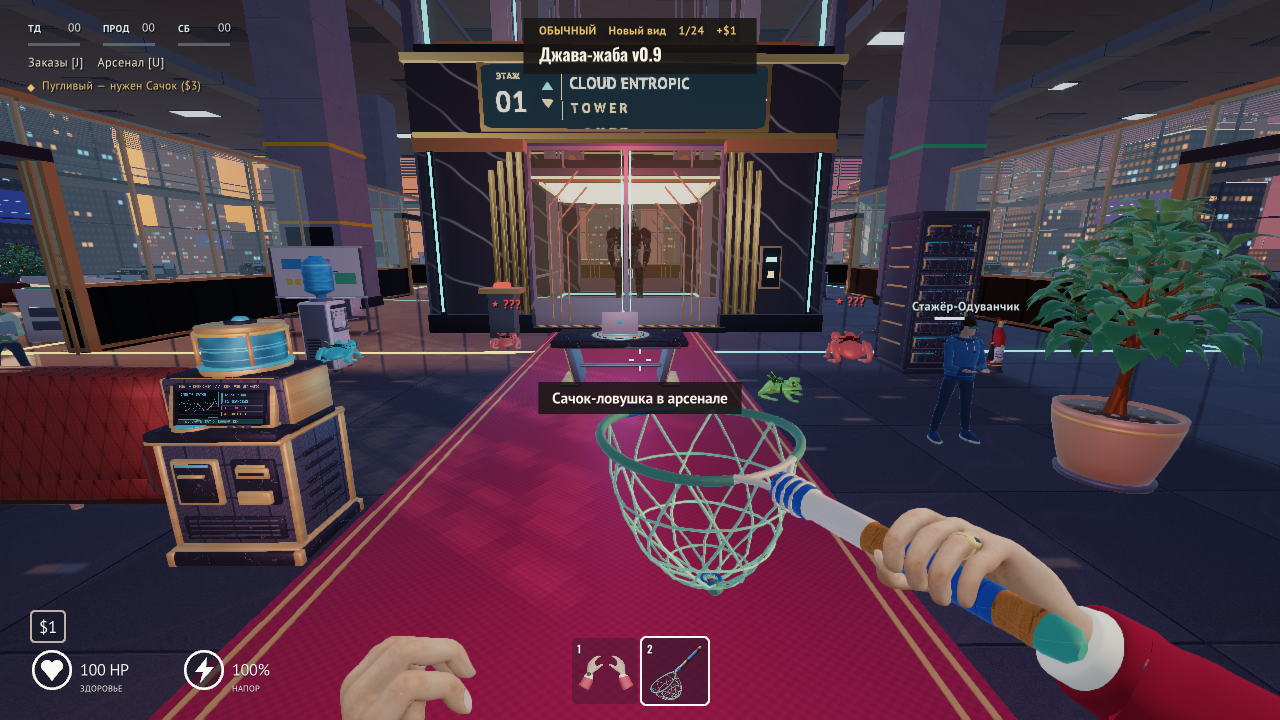 ТД 00 ПРОД 00 СБ 00
Заказы [J] Арсенал [U]
Пугливый — нужен Сачок ($3)
ОБЫЧНЫЙ Новый вид 1/24 +$1
Джава-жаба v0.9
ЭТАЖ
01
CLOUD ENTROPIC
TOWER
★ ???
★ ???
Стажёр-Одуванчик
Сачок-ловушка в арсенале
$1
100 HP
ЗДОРОВЬЕ
100%
НАПОР
1
2